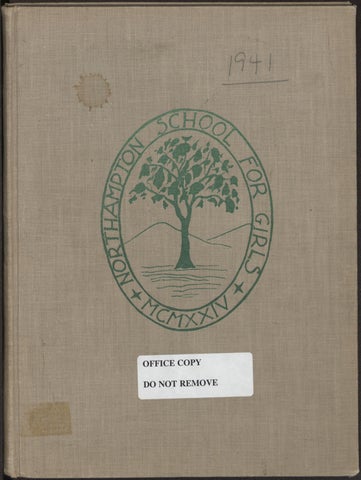 1941
NORTHAMPTON SCHOOL FOR GIRLS
MCMXXIV
OFFICE COPY
DO NOT REMOVE